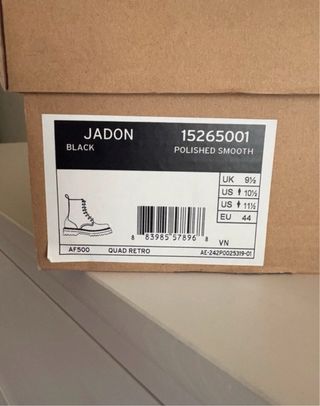 JADON 15265001
BLACK POLISHED SMOOTH
UK 9½
US 10½
US 11½
EU 44
8 83985 57896 8
VN
AF500 QUAD RETRO AE-242P0025319-01